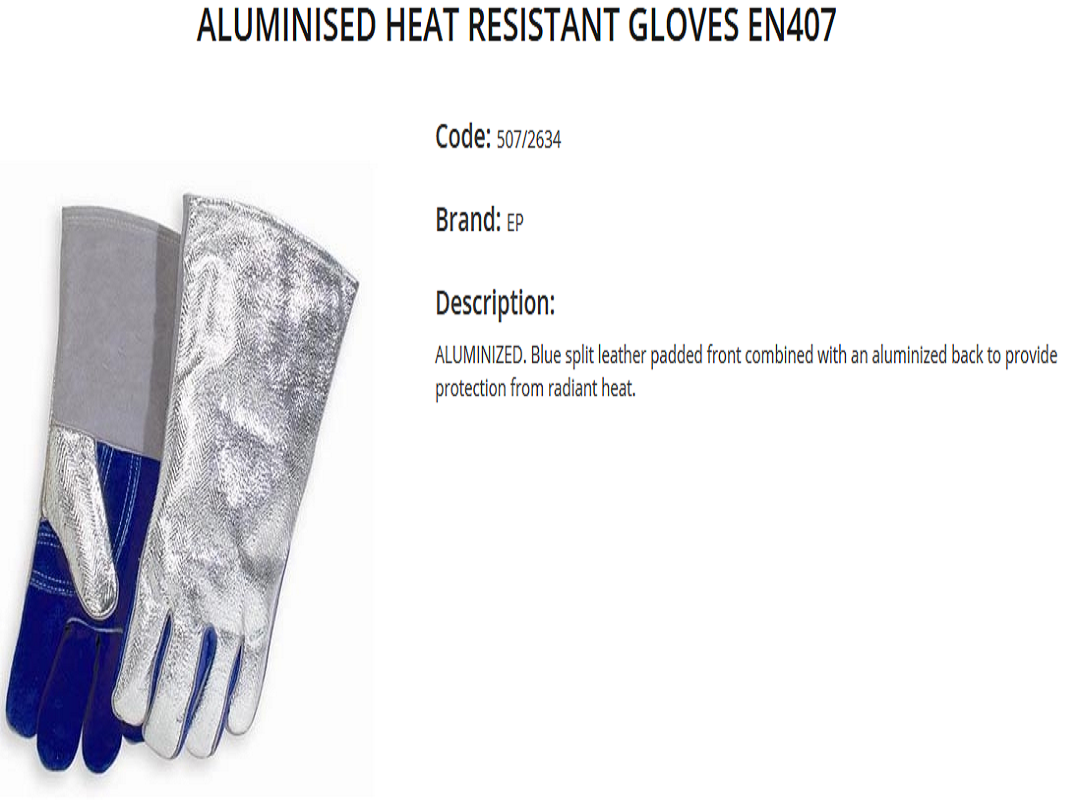 ALUMINISED HEAT RESISTANT GLOVES EN407
Code: 507/2634
Brand: EP
Description:
ALUMINIZED. Blue split leather padded front combined with an aluminized back to provide
protection from radiant heat.